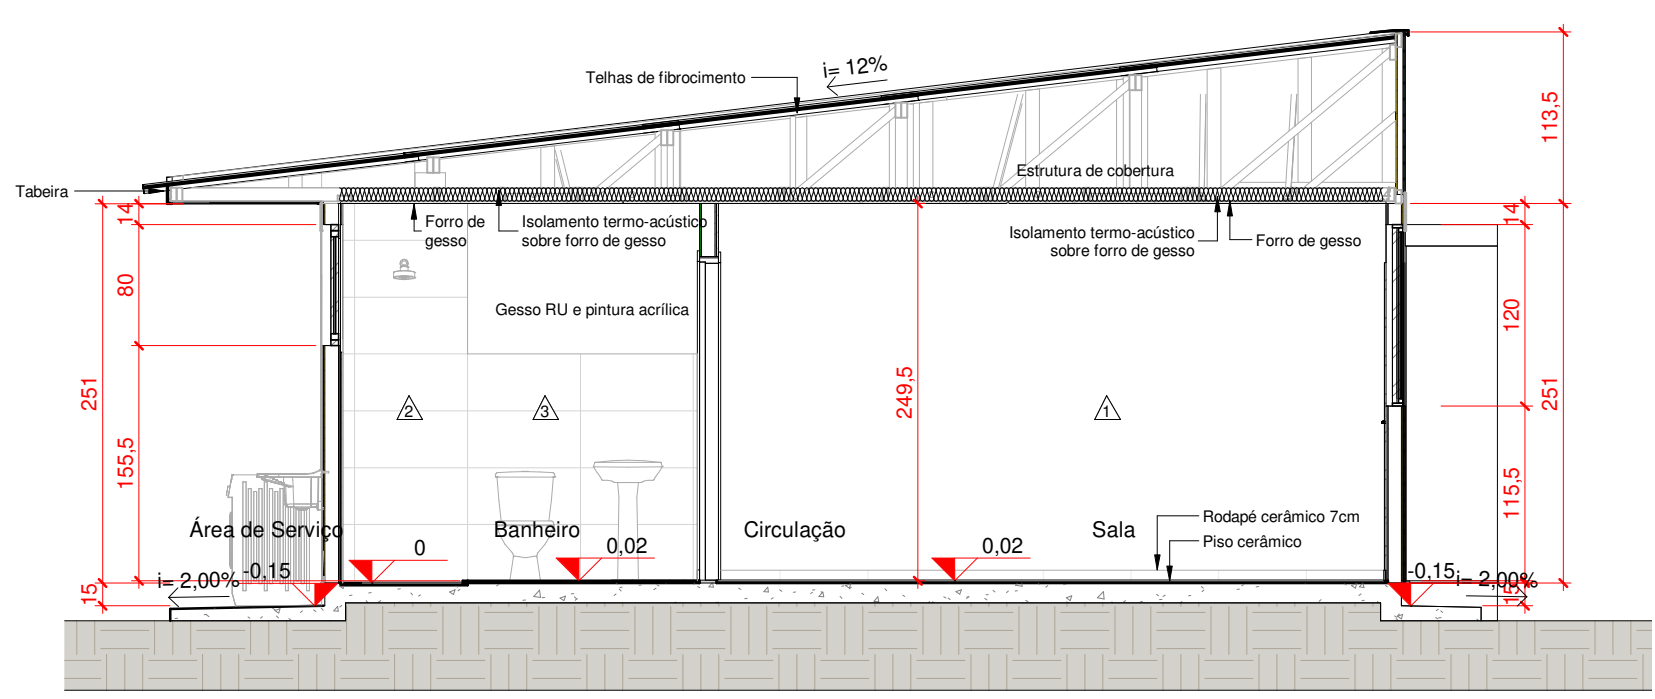 Telhas de fibrocimento
i= 12%
113,5
Estrutura de cobertura
Tabeira
14
Forro de
gesso
Isolamento termo-acústico
sobre forro de gesso
Isolamento termo-acústico
sobre forro de gesso
Forro de gesso
14
80
Gesso RU e pintura acrílica
120
251
249,5
251
2
3
1
155,5
115,5
Área de Serviço
Banheiro
Circulação
Sala
Rodapé cerâmico 7cm
Piso cerâmico
0
0,02
0,02
-0,15
i= 2,00%
15
-0,15
i= 2,00%
15